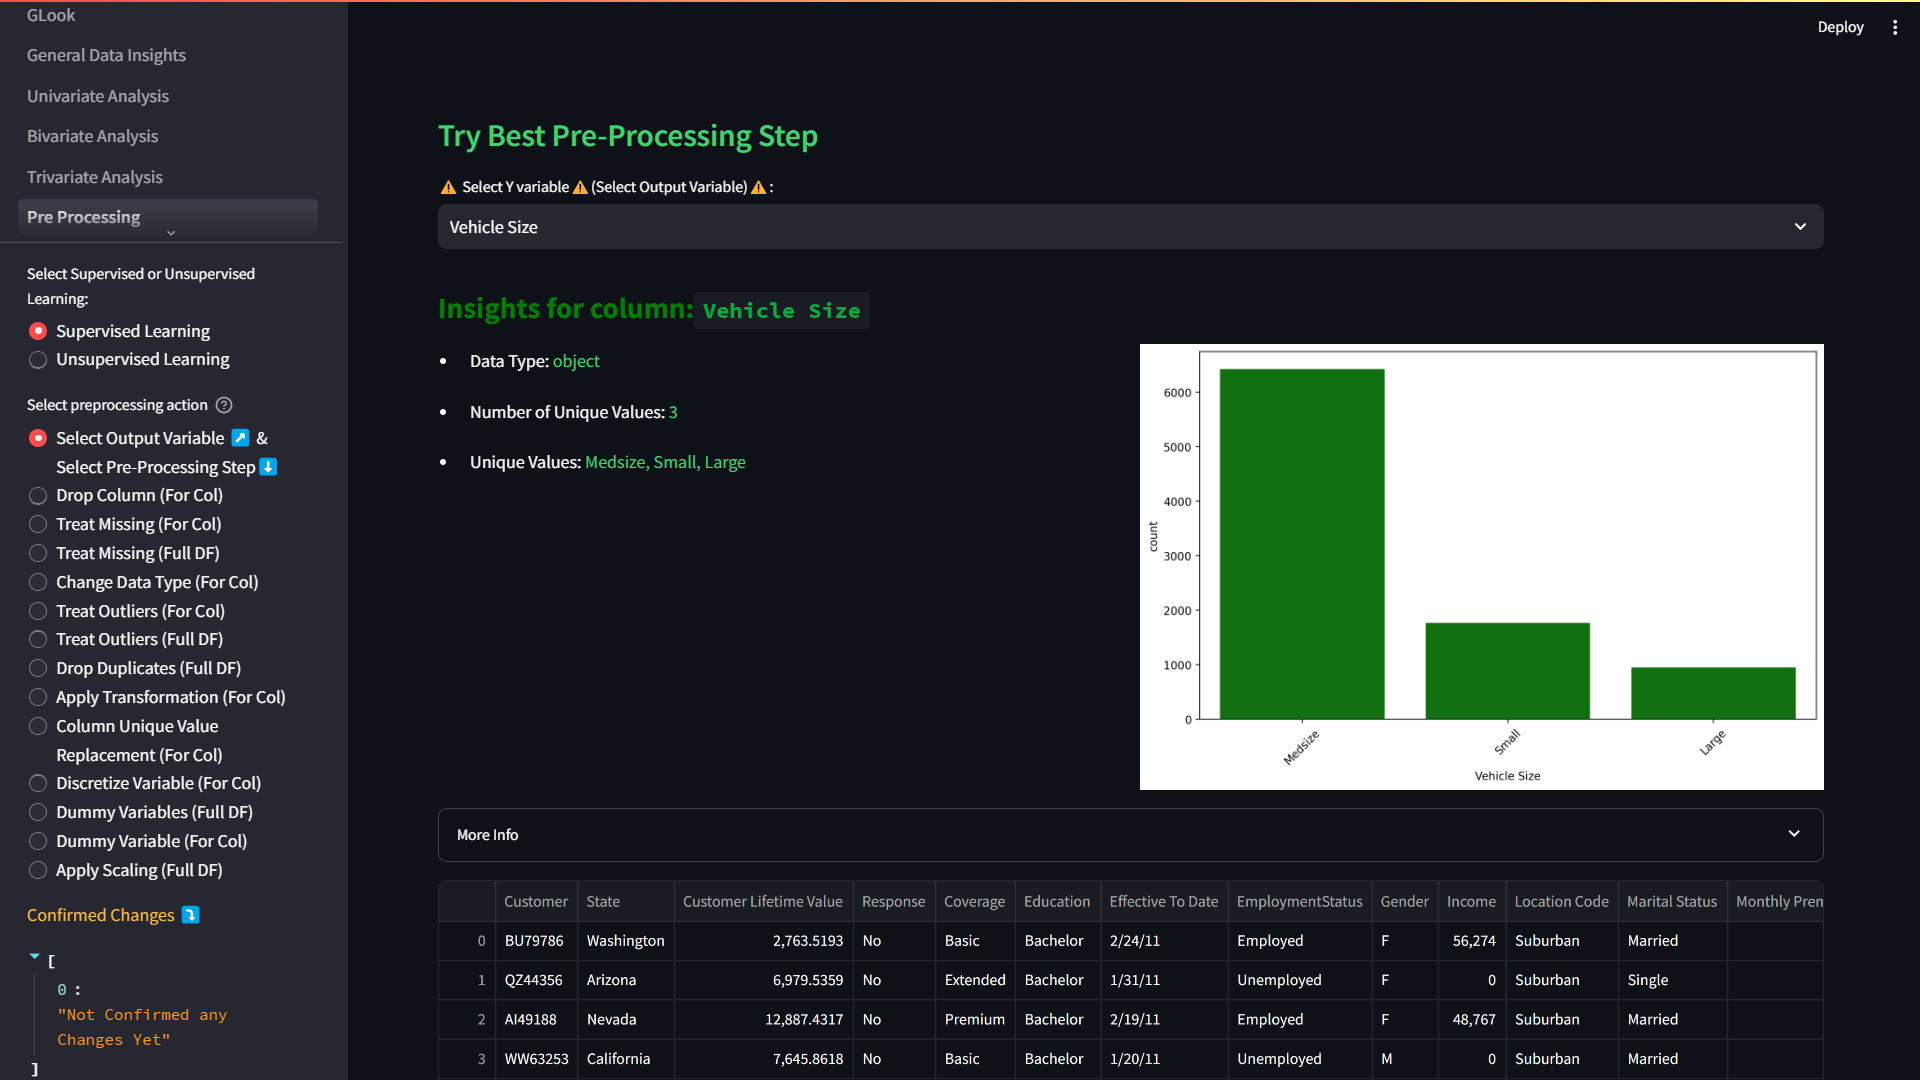 GLook
General Data Insights
Univariate Analysis
Bivariate Analysis
Trivariate Analysis
Pre Processing
Select Supervised or Unsupervised
Learning:
Supervised Learning
Unsupervised Learning
Select preprocessing action
Select Output Variable ↗️ &
Select Pre-Processing Step ⬇️
Drop Column (For Col)
Treat Missing (For Col)
Treat Missing (Full DF)
Change Data Type (For Col)
Treat Outliers (For Col)
Treat Outliers (Full DF)
Drop Duplicates (Full DF)
Apply Transformation (For Col)
Column Unique Value
Replacement (For Col)
Discretize Variable (For Col)
Dummy Variables (Full DF)
Dummy Variable (For Col)
Apply Scaling (Full DF)
Confirmed Changes ⤵️
[
0 :
"Not Confirmed any
Changes Yet"
]
Deploy
Try Best Pre-Processing Step
⚠️ Select Y variable ⚠️ (Select Output Variable) ⚠️ :
Vehicle Size
Insights for column: Vehicle Size
• Data Type: object
• Number of Unique Values: 3
• Unique Values: Medsize, Small, Large
6000
5000
4000
3000
2000
1000
0
count
Medsize
Small
Large
Vehicle Size
More Info
Customer State Customer Lifetime Value Response Coverage Education Effective To Date EmploymentStatus Gender Income Location Code Marital Status Monthly Pren
0 BU79786 Washington 2,763.5193 No Basic Bachelor 2/24/11 Employed F 56,274 Suburban Married
1 QZ44356 Arizona 6,979.5359 No Extended Bachelor 1/31/11 Unemployed F 0 Suburban Single
2 AI49188 Nevada 12,887.4317 No Premium Bachelor 2/19/11 Employed F 48,767 Suburban Married
3 WW63253 California 7,645.8618 No Basic Bachelor 1/20/11 Unemployed M 0 Suburban Married